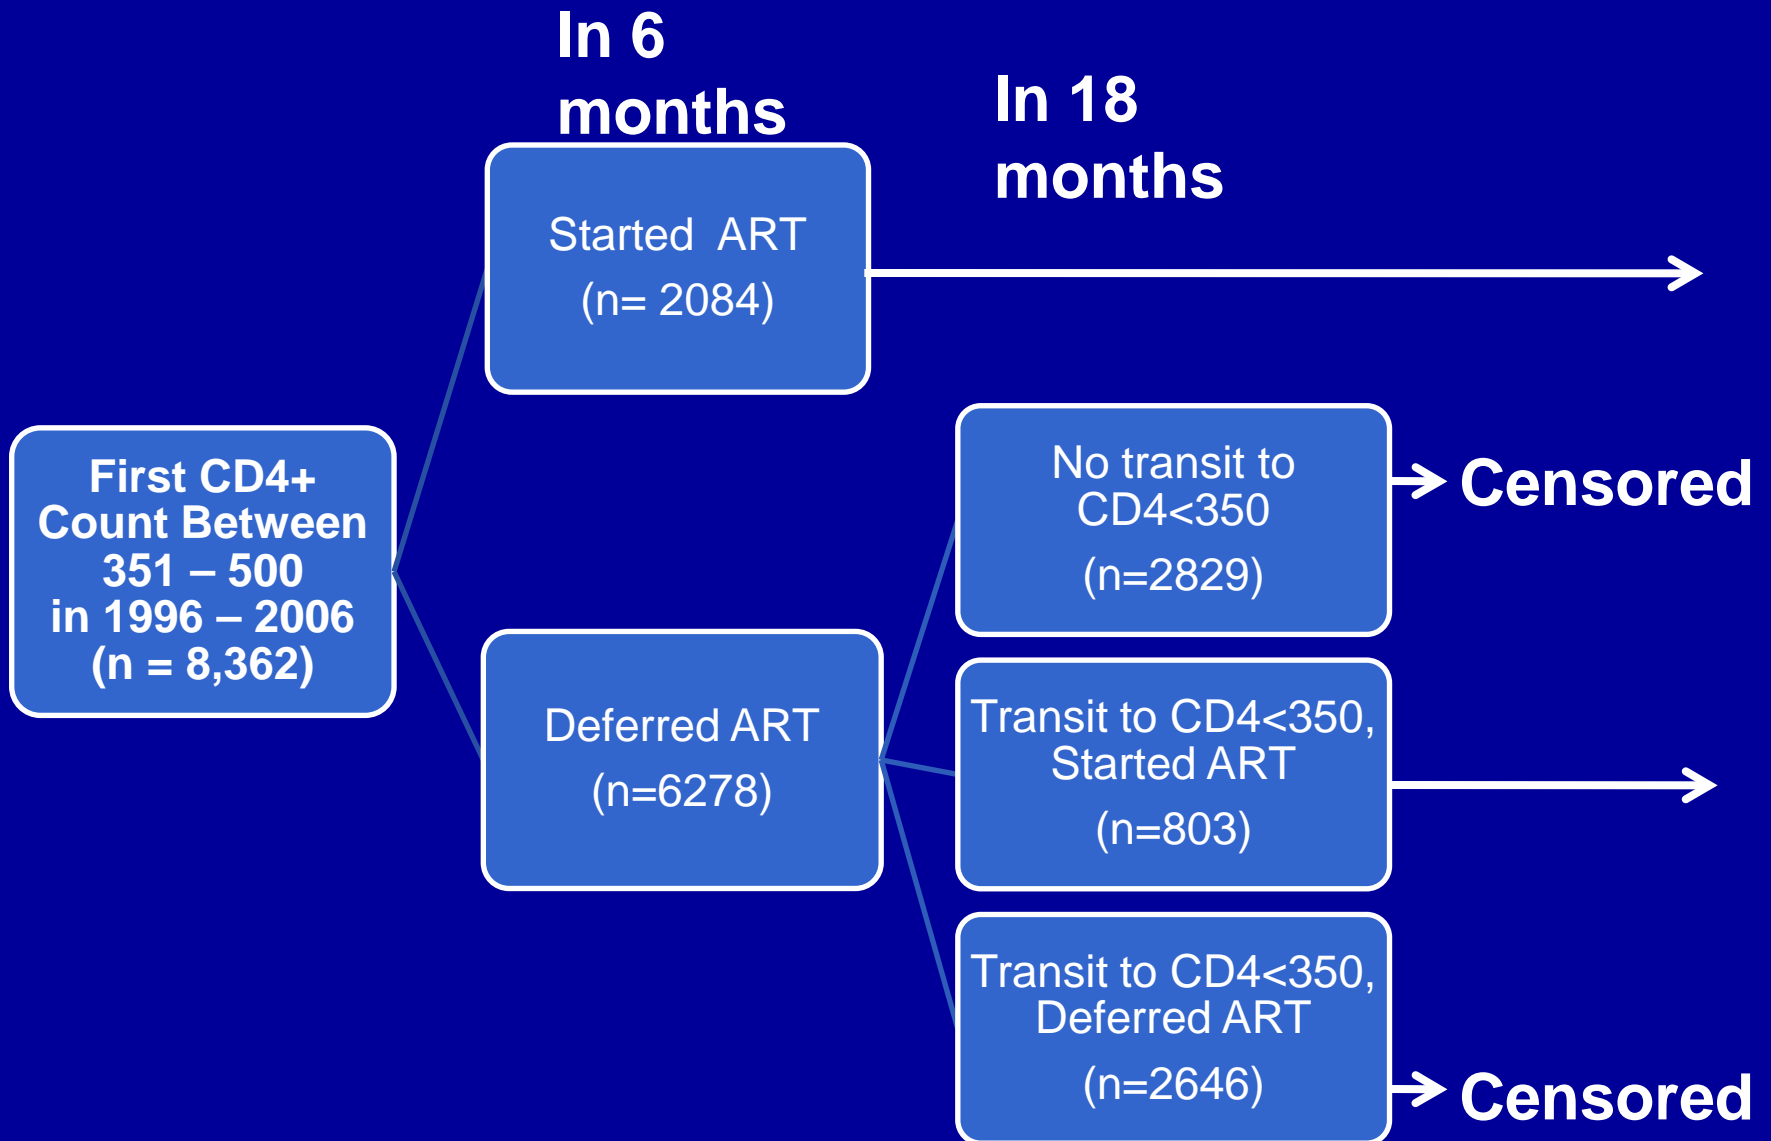 In 6
months
In 18
months
Started ART
(n= 2084)
First CD4+
Count Between
351 – 500
in 1996 – 2006
(n = 8,362)
Deferred ART
(n=6278)
No transit to
CD4<350
(n=2829)
Censored
Transit to CD4<350,
Started ART
(n=803)
Transit to CD4<350,
Deferred ART
(n=2646)
Censored